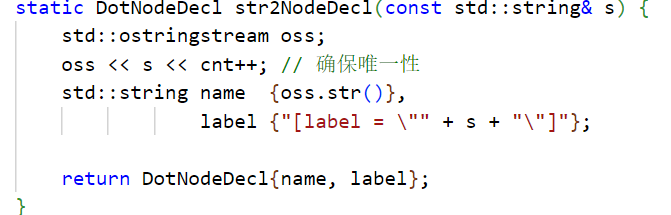 static DotNodeDecl str2NodeDecl(const std::string& s) {
    std::ostringstream oss;
    oss << s << cnt++; // 确保唯一性
    std::string name  {oss.str()},
                label {"[label = \"" + s + "\"]"};

    return DotNodeDecl{name, label};
}